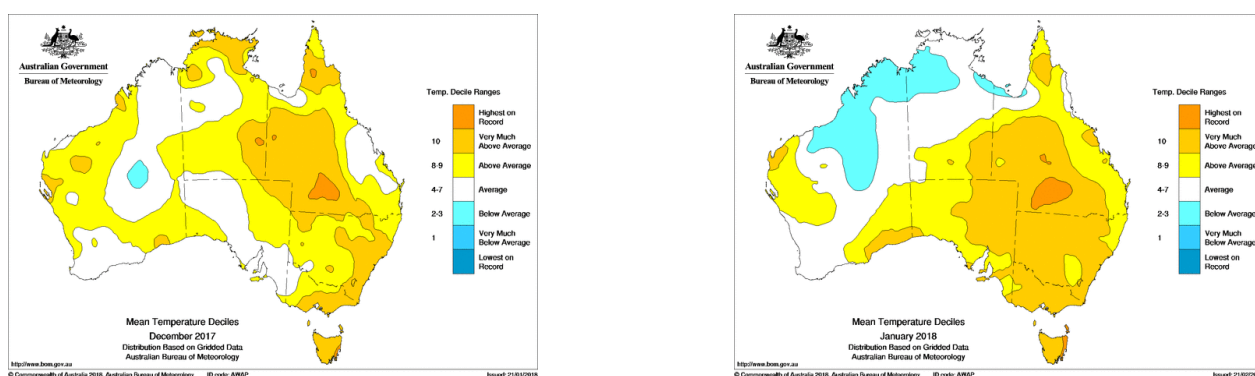 Australian Government
Bureau of Meteorology
Temp. Decile Ranges
Highest on
Record
10
Very Much
Above Average
8-9
Above Average
4-7
Average
2-3
Below Average
1
Very Much
Below Average
Lowest on
Record
Mean Temperature Deciles
December 2017
Distribution Based on Gridded Data
Australian Bureau of Meteorology
http://www.bom.gov.au
© Commonwealth of Australia 2018, Australian Bureau of Meteorology
ID code: AWAP
Issued: 21/01/2018
Australian Government
Bureau of Meteorology
Temp. Decile Ranges
Highest on
Record
10
Very Much
Above Average
8-9
Above Average
4-7
Average
2-3
Below Average
1
Very Much
Below Average
Lowest on
Record
Mean Temperature Deciles
January 2018
Distribution Based on Gridded Data
Australian Bureau of Meteorology
http://www.bom.gov.au
© Commonwealth of Australia 2018, Australian Bureau of Meteorology
ID code: AWAP